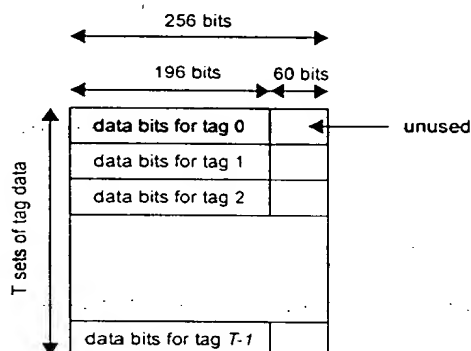 256 bits
196 bits
60 bits
data bits for tag 0
unused
data bits for tag 1
data bits for tag 2
T sets of tag data
data bits for tag T-1